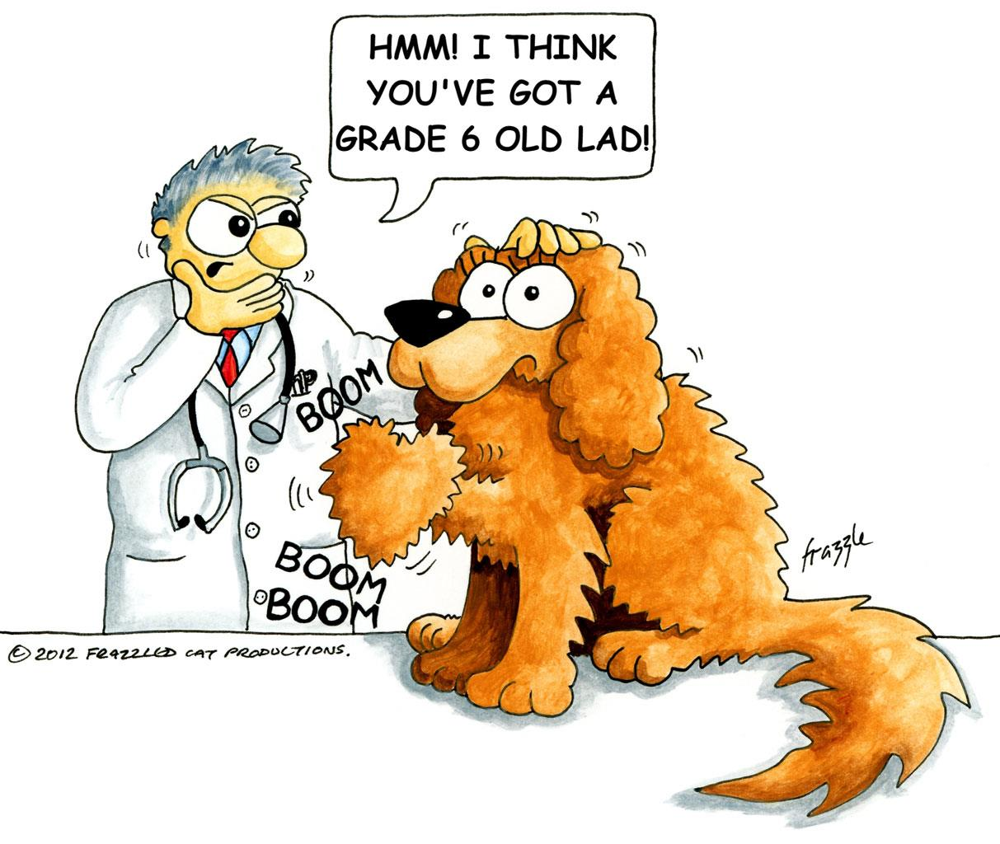 HMM! I THINK
YOU'VE GOT A
GRADE 6 OLD LAD!
BOOM
BOOM
BOOM
frazzle
© 2012 FRAZZLED CAT PRODUCTIONS.